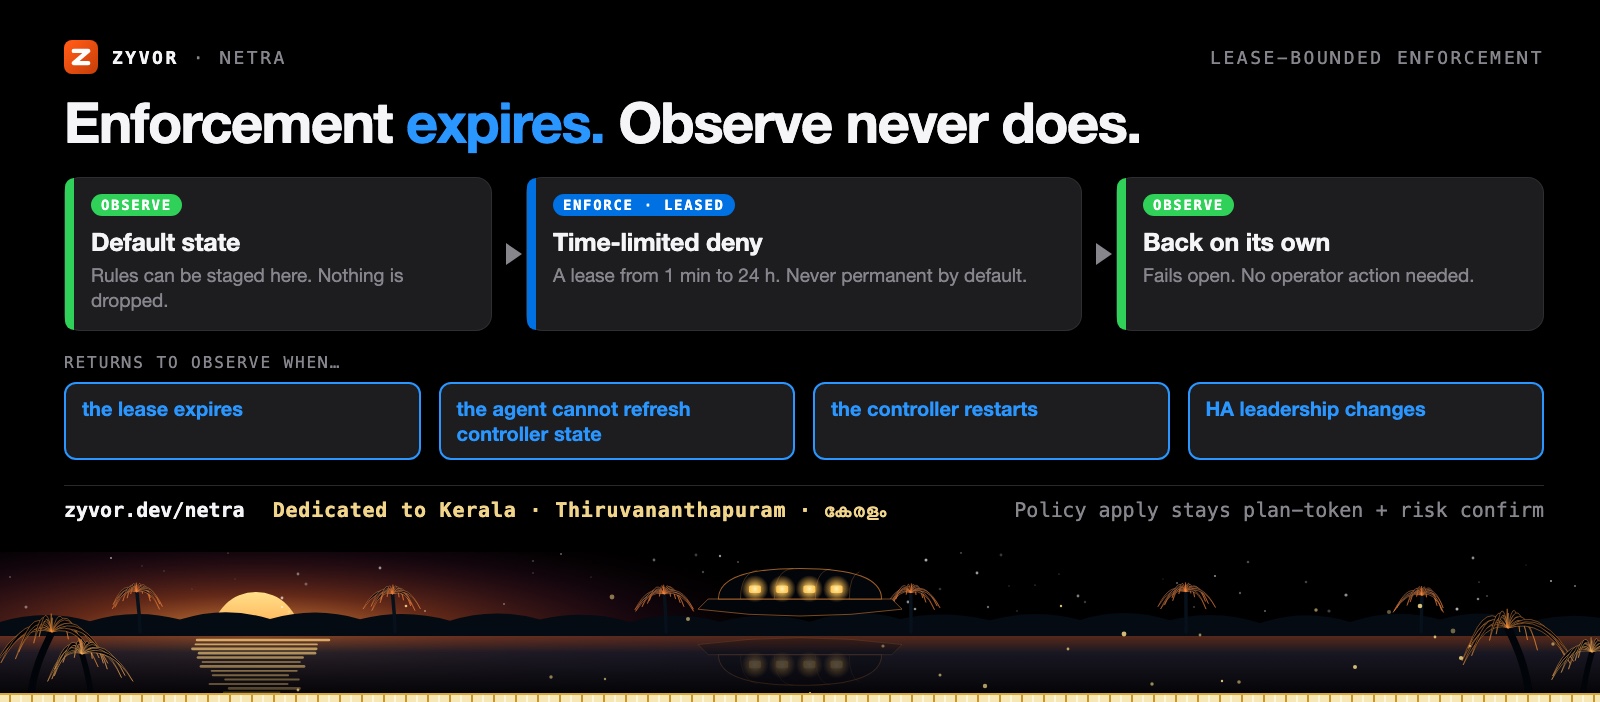 Z ZYVOR · NETRA
LEASE-BOUNDED ENFORCEMENT
Enforcement expires. Observe never does.
OBSERVE
Default state
Rules can be staged here. Nothing is
dropped.
ENFORCE · LEASED
Time-limited deny
A lease from 1 min to 24 h. Never permanent by default.
OBSERVE
Back on its own
Fails open. No operator action needed.
RETURNS TO OBSERVE WHEN…
the lease expires
the agent cannot refresh
controller state
the controller restarts
HA leadership changes
zyvor.dev/netra Dedicated to Kerala · Thiruvananthapuram · കേരളം
Policy apply stays plan-token + risk confirm